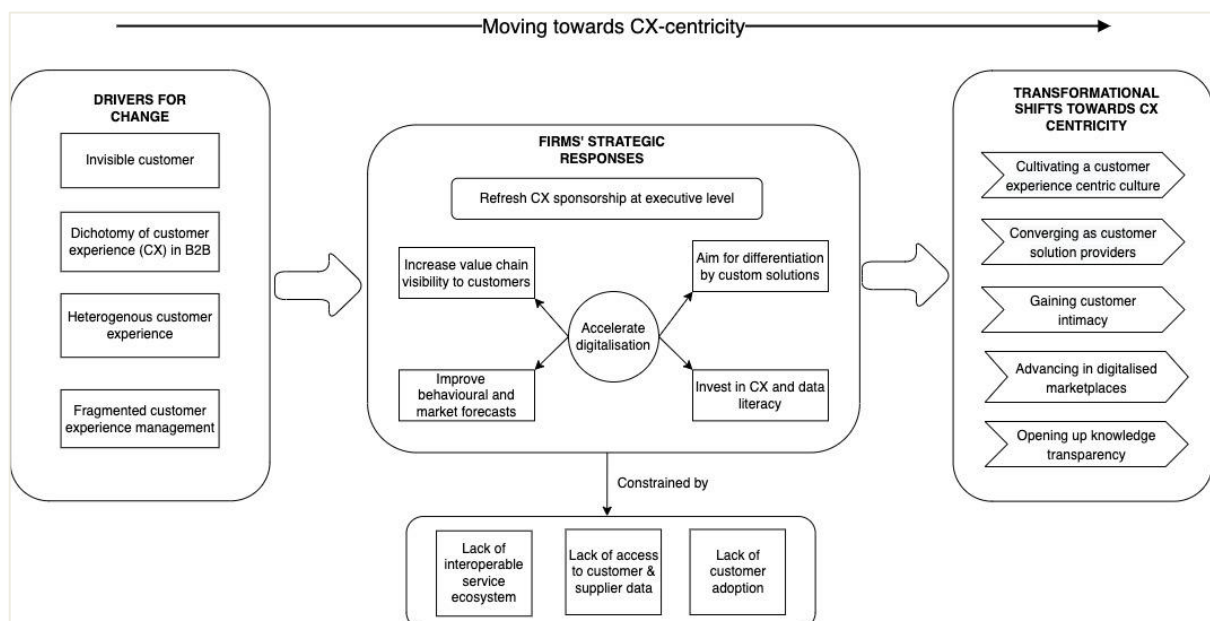 Moving towards CX-centricity
DRIVERS FOR
CHANGE
Invisible customer
Dichotomy of customer
experience (CX) in B2B
Heterogenous customer
experience
Fragmented customer
experience management
FIRMS' STRATEGIC
RESPONSES
Refresh CX sponsorship at executive level
Increase value chain
visibility to customers
Aim for differentiation
by custom solutions
Accelerate
digitalisation
Improve
behavioural and
market forecasts
Invest in CX and data
literacy
Constrained by
Lack of
interoperable
service
ecosystem
Lack of access
to customer &
supplier data
Lack of
customer
adoption
TRANSFORMATIONAL
SHIFTS TOWARDS CX
CENTRICITY
Cultivating a customer
experience centric culture
Converging as customer
solution providers
Gaining customer
intimacy
Advancing in digitalised
marketplaces
Opening up knowledge
transparency